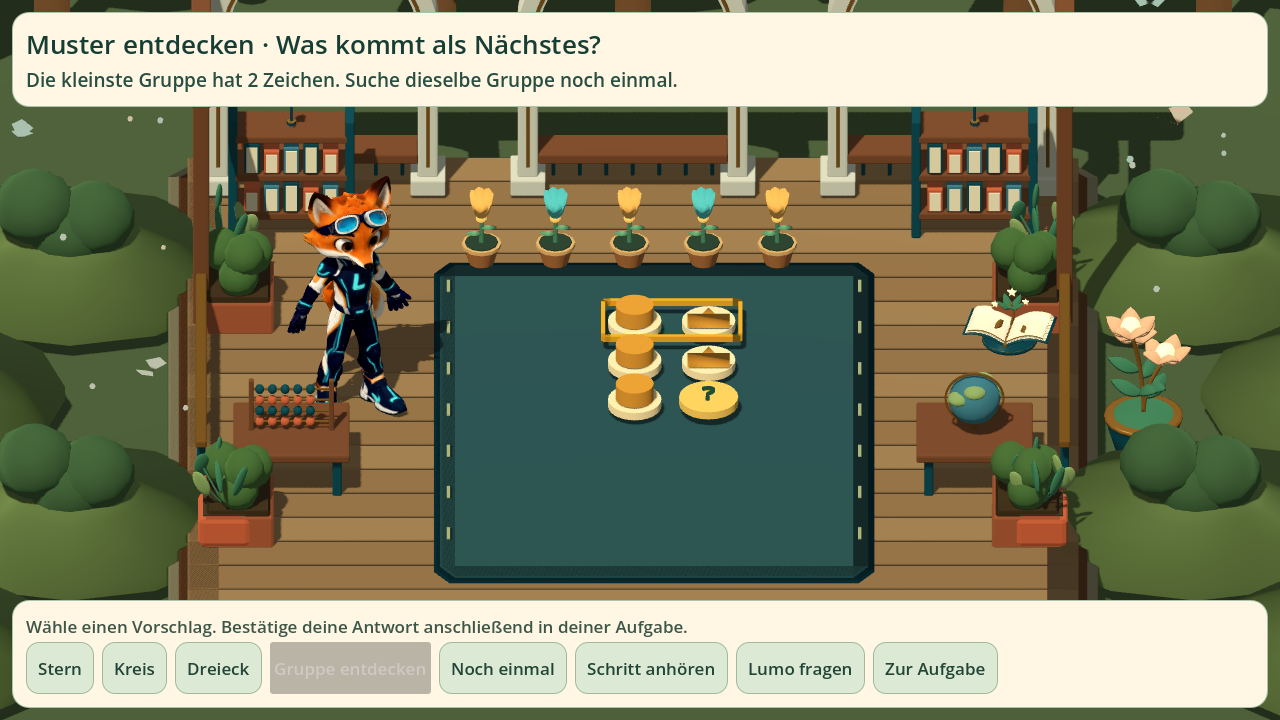 Muster entdecken · Was kommt als Nächstes?
Die kleinste Gruppe hat 2 Zeichen. Suche dieselbe Gruppe noch einmal.
L
?
Wähle einen Vorschlag. Bestätige deine Antwort anschließend in deiner Aufgabe.
Stern Kreis Dreieck Gruppe entdecken Noch einmal Schritt anhören Lumo fragen Zur Aufgabe